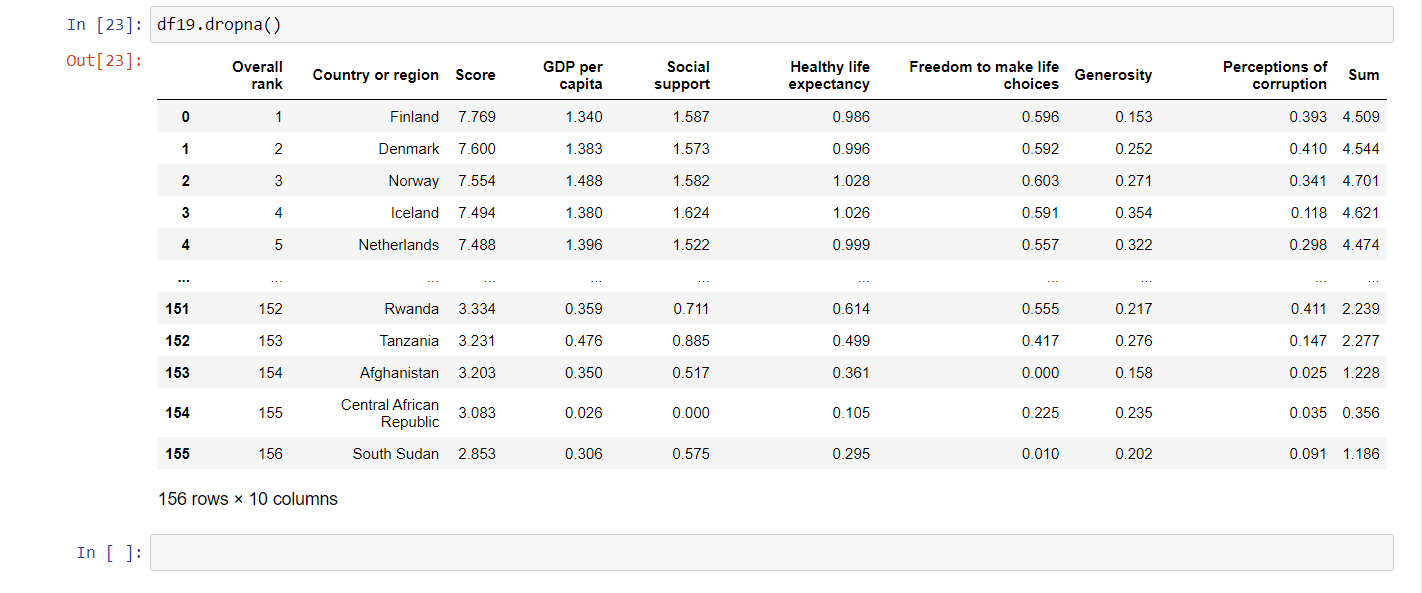 In [23]: df19.dropna()
Out[23]:
Overall rank Country or region Score GDP per capita Social support Healthy life expectancy Freedom to make life choices Generosity Perceptions of corruption Sum
0 1 Finland 7.769 1.340 1.587 0.986 0.596 0.153 0.393 4.509
1 2 Denmark 7.600 1.383 1.573 0.996 0.592 0.252 0.410 4.544
2 3 Norway 7.554 1.488 1.582 1.028 0.603 0.271 0.341 4.701
3 4 Iceland 7.494 1.380 1.624 1.026 0.591 0.354 0.118 4.621
4 5 Netherlands 7.488 1.396 1.522 0.999 0.557 0.322 0.298 4.474
... ... ... ... ... ... ... ... ... ... ...
151 152 Rwanda 3.334 0.359 0.711 0.614 0.555 0.217 0.411 2.239
152 153 Tanzania 3.231 0.476 0.885 0.499 0.417 0.276 0.147 2.277
153 154 Afghanistan 3.203 0.350 0.517 0.361 0.000 0.158 0.025 1.228
154 155 Central African Republic 3.083 0.026 0.000 0.105 0.225 0.235 0.035 0.356
155 156 South Sudan 2.853 0.306 0.575 0.295 0.010 0.202 0.091 1.186
156 rows × 10 columns
In [ ]: